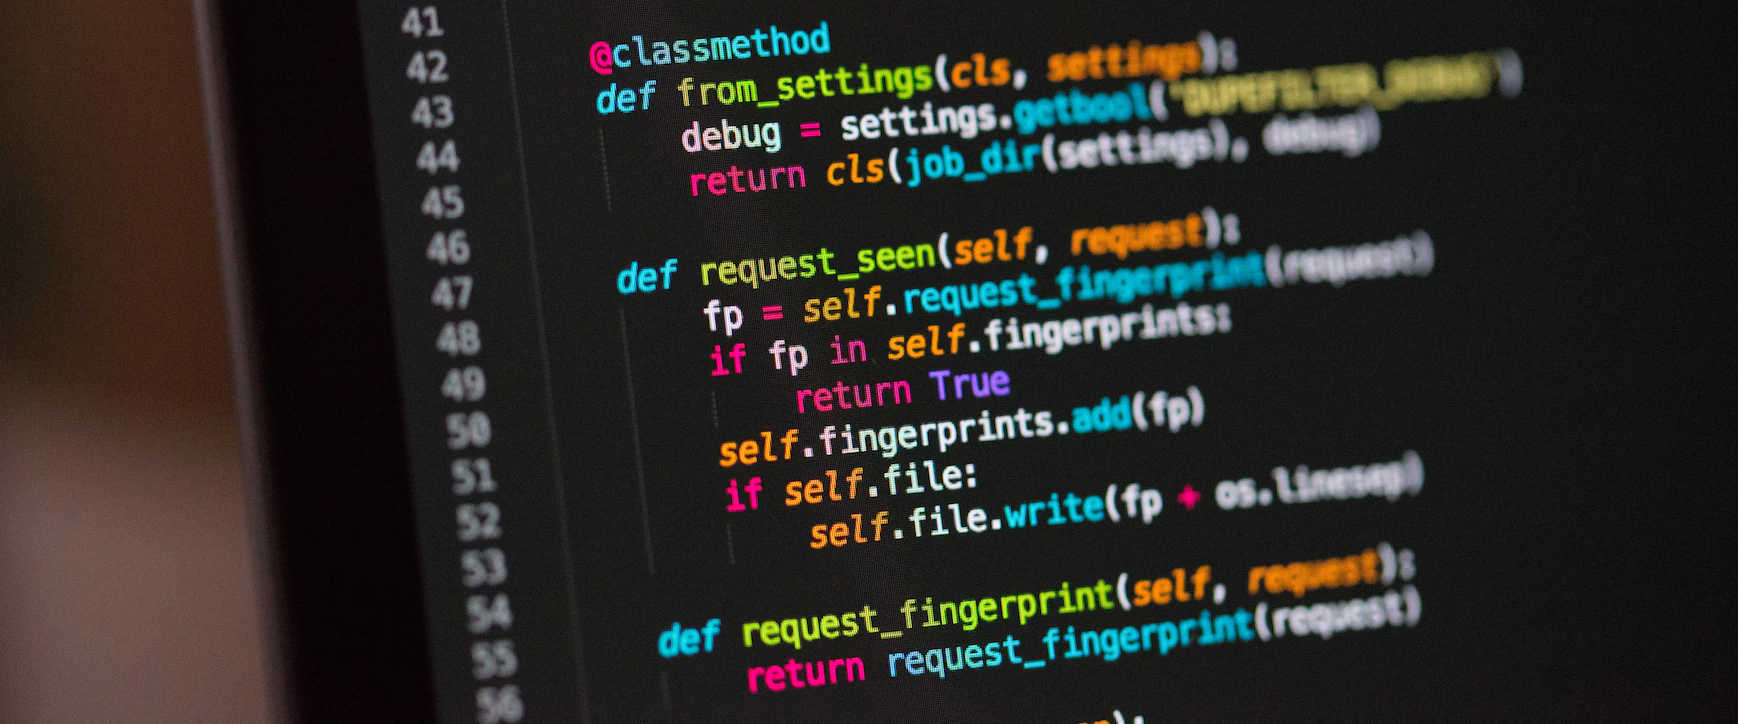 41
42 @classmethod
43 def from_settings(cls, settings):
44 debug = settings.getbool('DUPEFILTER_DEBUG')
45 return cls(job_dir(settings), debug)
46
47 def request_seen(self, request):
48 fp = self.request_fingerprint(request)
49 if fp in self.fingerprints:
50 return True
51 self.fingerprints.add(fp)
52 if self.file:
53 self.file.write(fp + os.linesep)
54
55 def request_fingerprint(self, request):
56 return request_fingerprint(request)